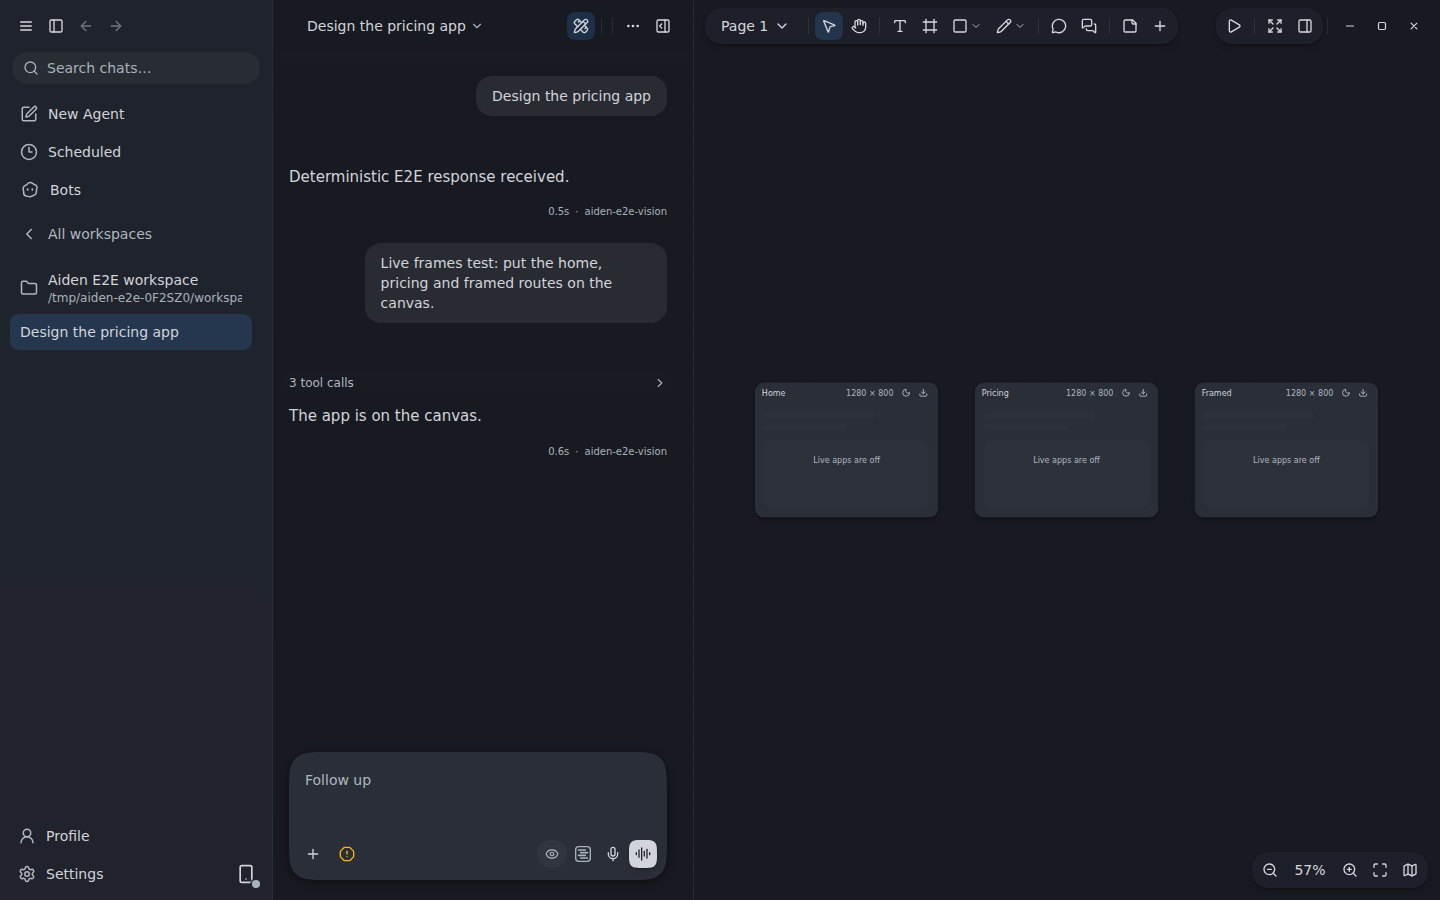 Design the pricing app
Page 1
Search chats...
New Agent
Scheduled
Bots
All workspaces
Aiden E2E workspace
/tmp/aiden-e2e-0F2SZ0/workspa
Design the pricing app
Profile
Settings
Design the pricing app
Deterministic E2E response received.
0.5s · aiden-e2e-vision
Live frames test: put the home,
pricing and framed routes on the
canvas.
3 tool calls
The app is on the canvas.
0.6s · aiden-e2e-vision
Follow up
Home 1280 × 800
Live apps are off
Pricing 1280 × 800
Live apps are off
Framed 1280 × 800
Live apps are off
57%